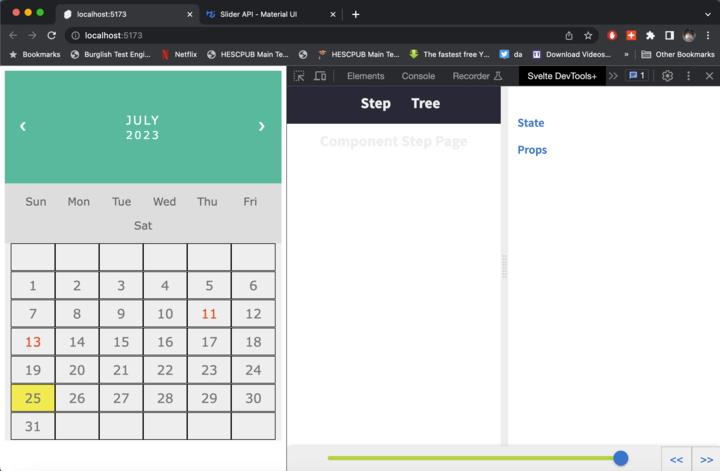 localhost:5173
Slider API - Material UI
localhost:5173
Bookmarks
Burglish Test Engi...
Netflix
HESCPUB Main Te...
HESCPUB Main Te...
The fastest free Y...
da
Download Videos...
»
Other Bookmarks
Elements
Console
Recorder
Svelte DevTools+
1
Step
Tree
Component Step Page
State
Props
‹
JULY
2023
›
Sun Mon Tue Wed Thu Fri
Sat
1 2 3 4 5 6
7 8 9 10 11 12
13 14 15 16 17 18
19 20 21 22 23 24
25 26 27 28 29 30
31
<< >>